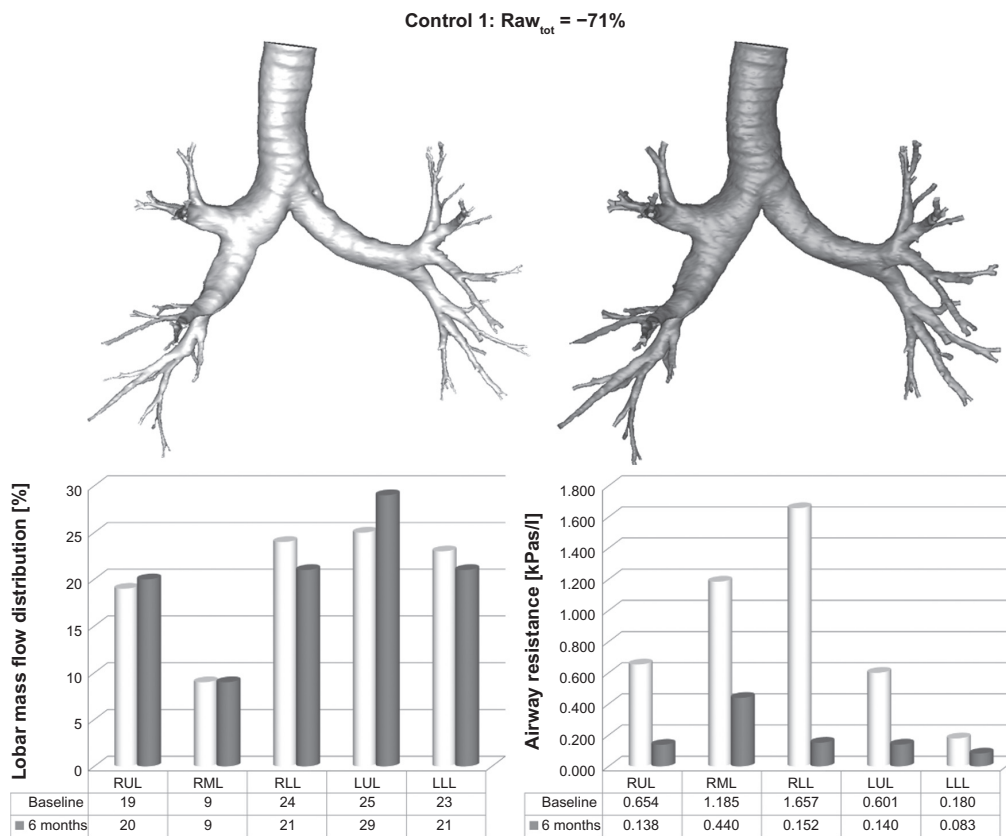 Control 1: Raw tot = −71%
Lobar mass flow distribution [%]
30
25
20
15
10
5
0
RUL RML RLL LUL LLL
Baseline 19 9 24 25 23
6 months 20 9 21 29 21
Airway resistance [kPas/l]
1.800
1.600
1.400
1.200
1.000
0.800
0.600
0.400
0.200
0.000
RUL RML RLL LUL LLL
Baseline 0.654 1.185 1.657 0.601 0.180
6 months 0.138 0.440 0.152 0.140 0.083